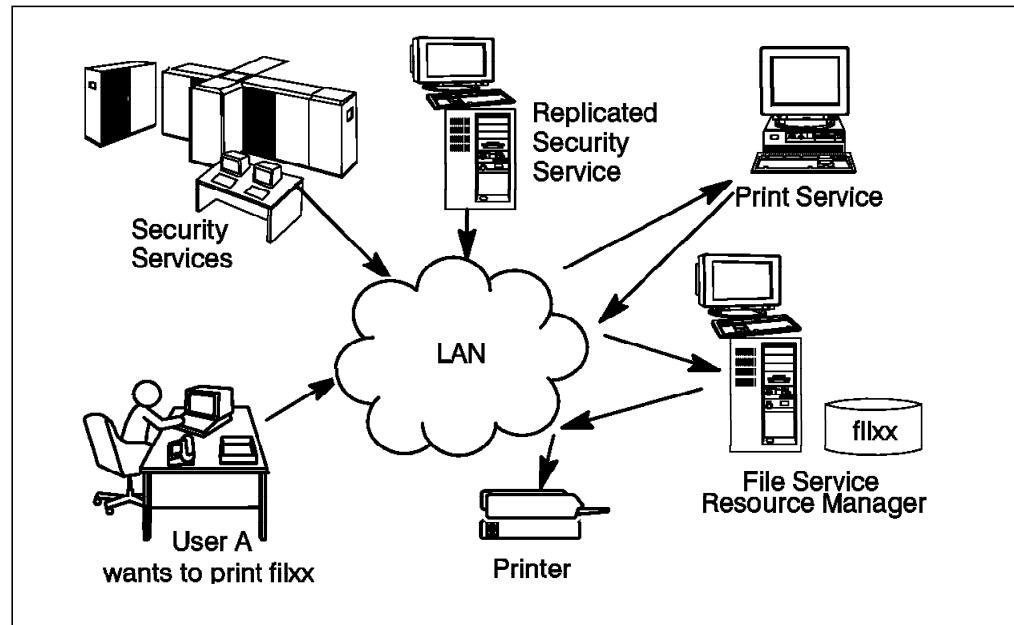 Replicated
Security
Service
Print Service
Security
Services
LAN
filxx
File Service
Resource Manager
User A
wants to print filxx
Printer